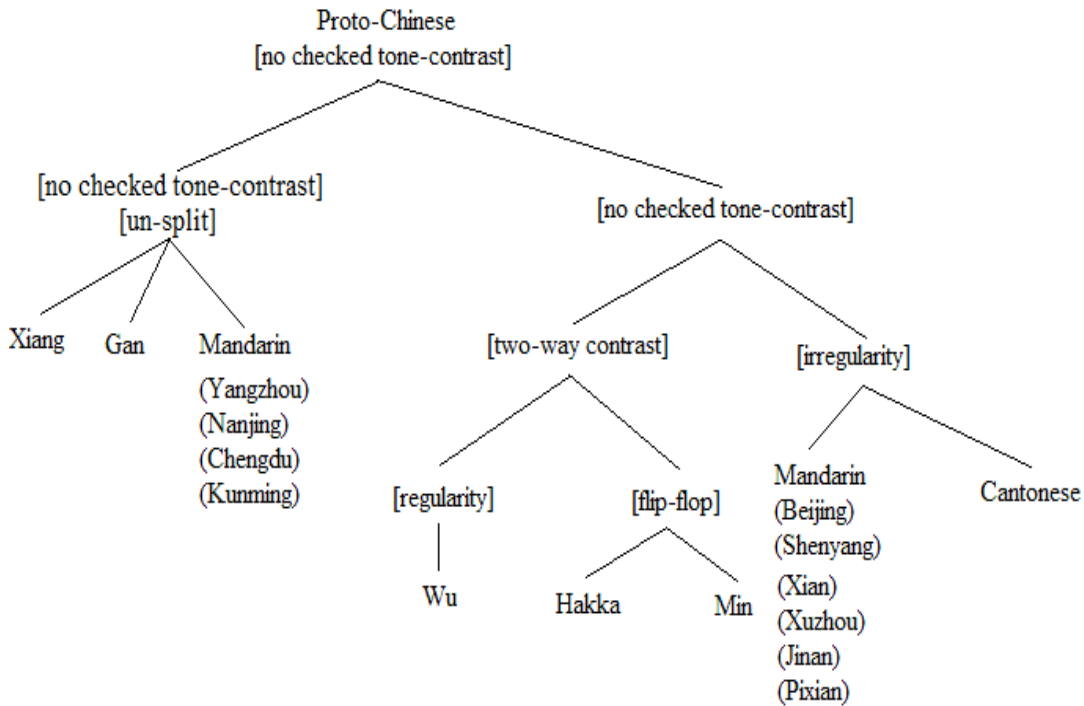 Proto-Chinese
[no checked tone-contrast]
[no checked tone-contrast]
[un-split]
[no checked tone-contrast]
Xiang
Gan
Mandarin
(Yangzhou)
(Nanjing)
(Chengdu)
(Kunming)
[two-way contrast]
[irregularity]
[regularity]
[flip-flop]
Wu
Hakka
Min
Mandarin
(Beijing)
(Shenyang)
(Xian)
(Xuzhou)
(Jinan)
(Pixian)
Cantonese